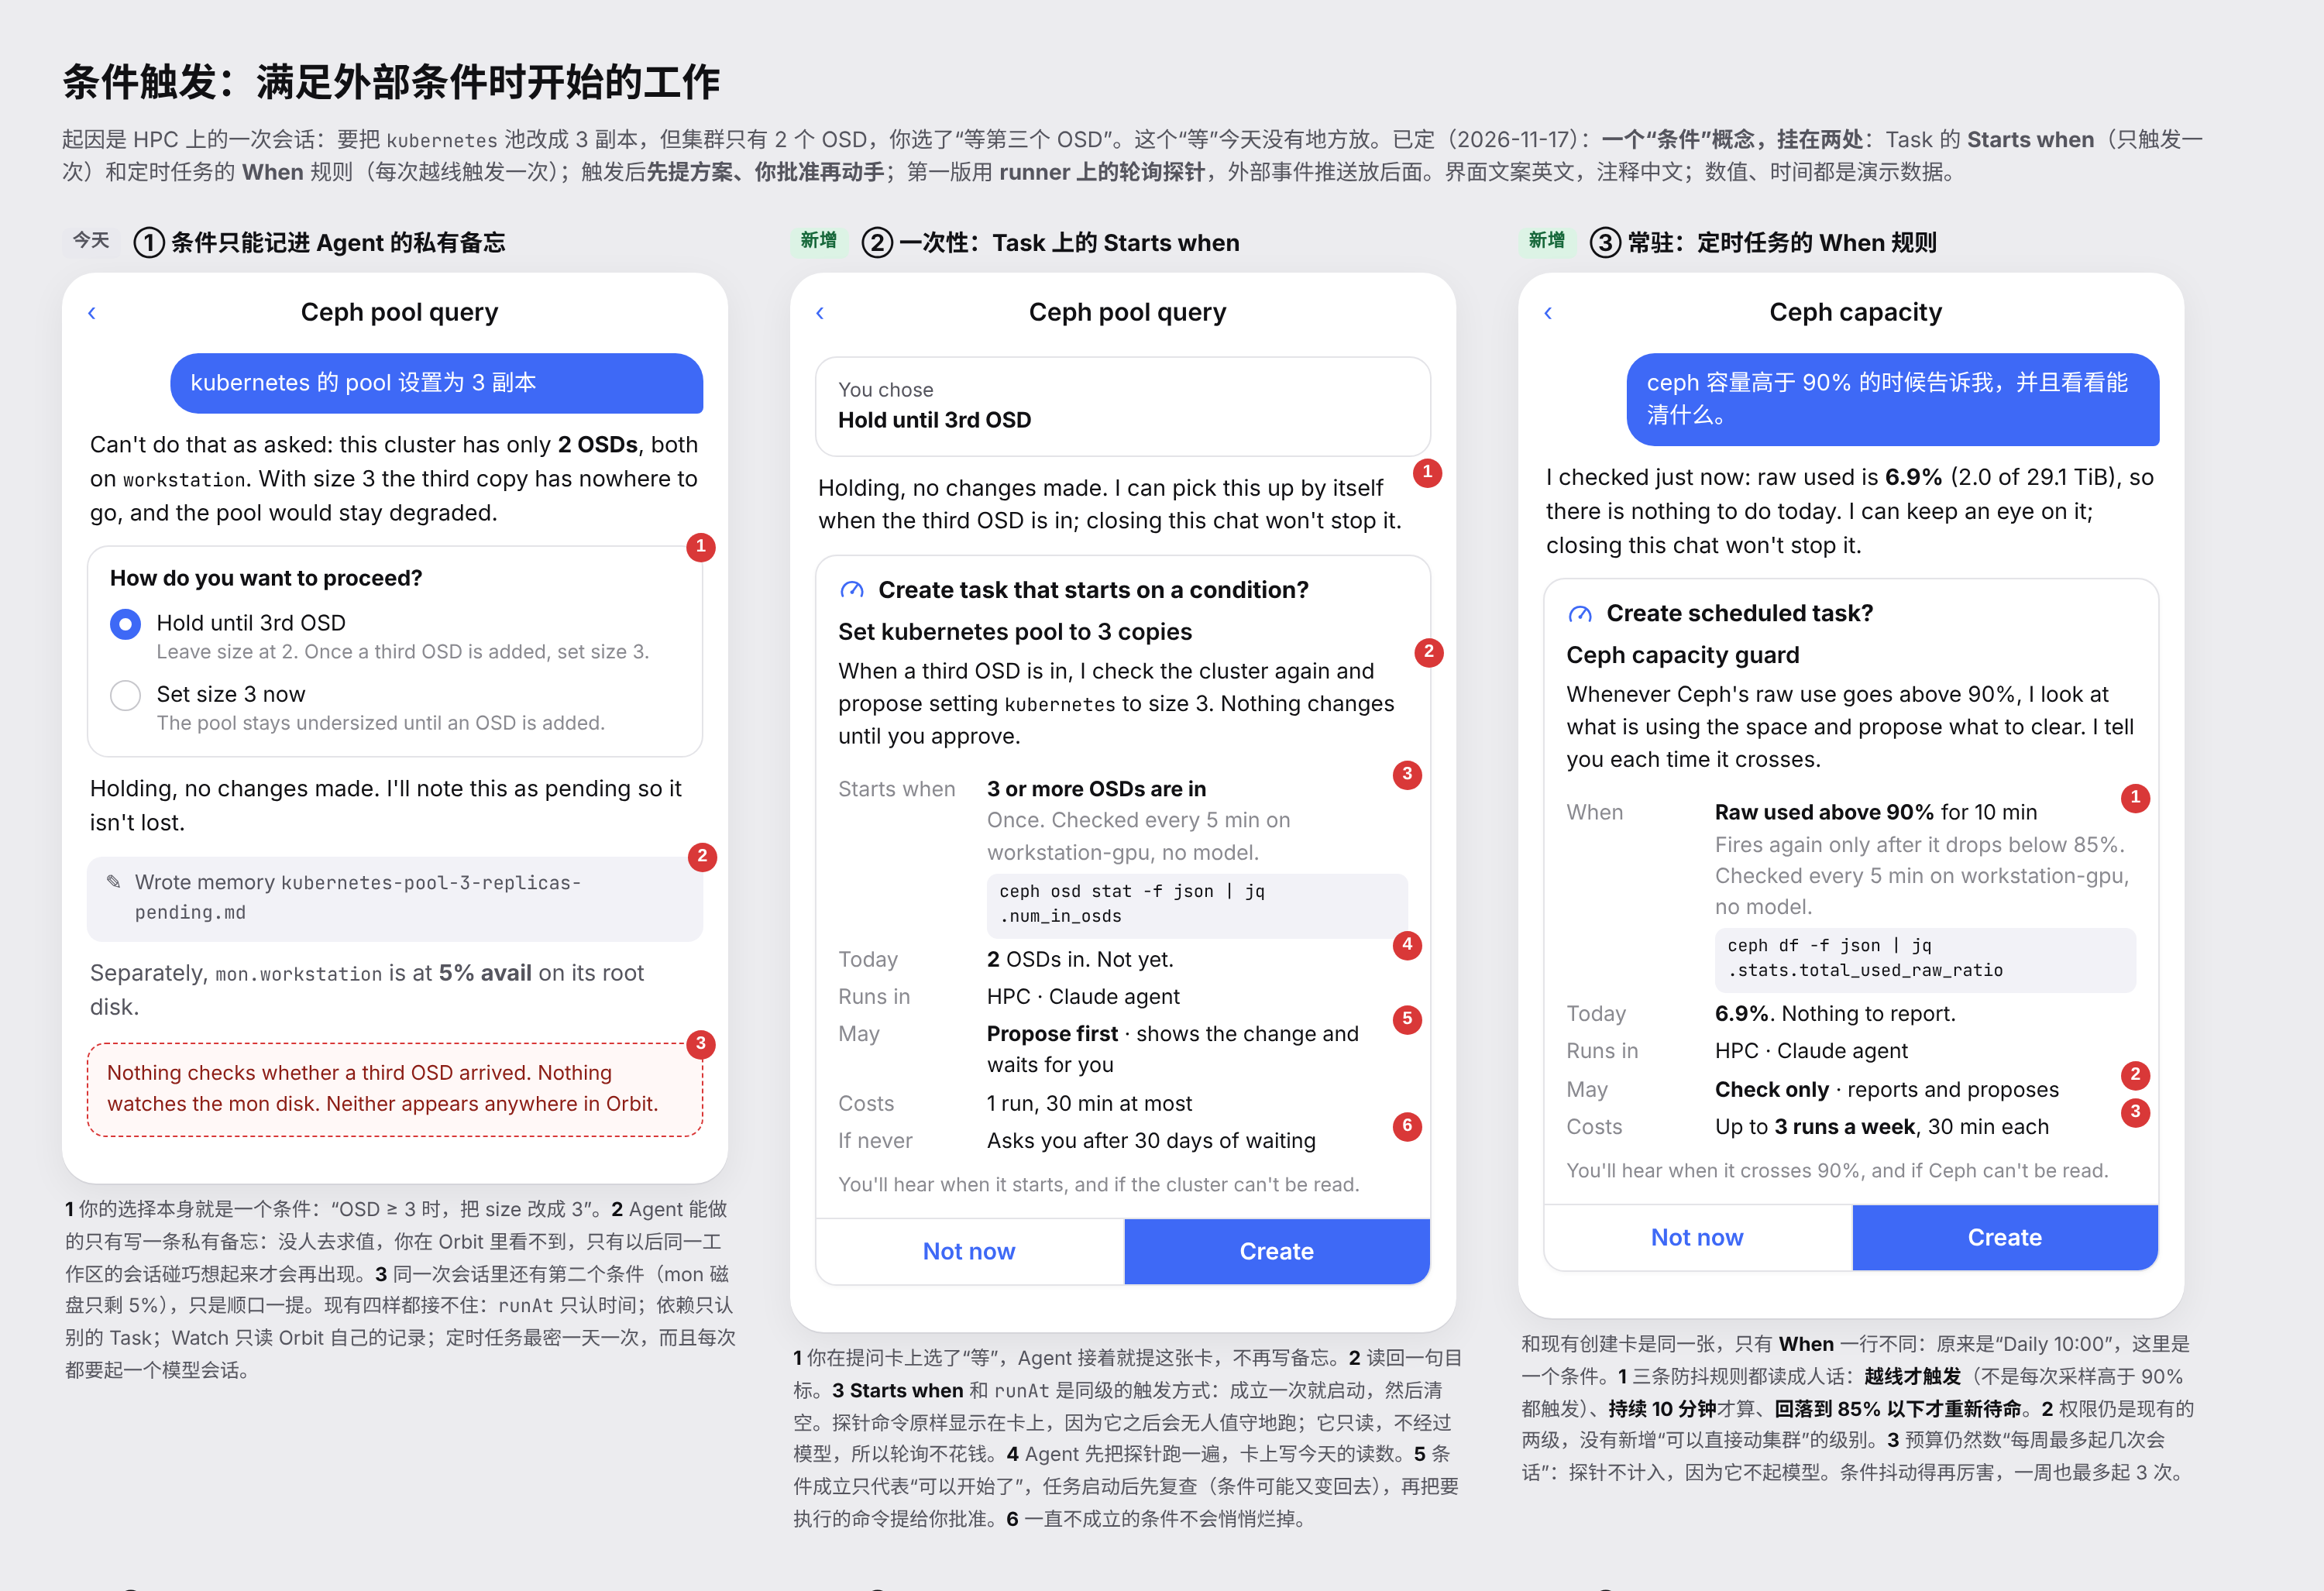 条件触发：满足外部条件时开始的工作
起因是 HPC 上的一次会话：要把 kubernetes 池改成 3 副本，但集群只有 2 个 OSD，你选了“等第三个 OSD”。这个“等”今天没有地方放。已定（2026-11-17）：一个“条件”概念，挂在两处：Task 的 Starts when（只触发一
次）和定时任务的 When 规则（每次越线触发一次）；触发后先提方案、你批准再动手；第一版用 runner 上的轮询探针，外部事件推送放后面。界面文案英文，注释中文；数值、时间都是演示数据。
今天 ① 条件只能记进 Agent 的私有备忘
‹ Ceph pool query
kubernetes 的 pool 设置为 3 副本
Can't do that as asked: this cluster has only 2 OSDs, both
on workstation. With size 3 the third copy has nowhere to
go, and the pool would stay degraded.
1
How do you want to proceed?
Hold until 3rd OSD
Leave size at 2. Once a third OSD is added, set size 3.
Set size 3 now
The pool stays undersized until an OSD is added.
Holding, no changes made. I'll note this as pending so it
isn't lost.
2
✎ Wrote memory kubernetes-pool-3-replicas-
pending.md
Separately, mon.workstation is at 5% avail on its root
disk.
3
Nothing checks whether a third OSD arrived. Nothing
watches the mon disk. Neither appears anywhere in Orbit.
1 你的选择本身就是一个条件：“OSD ≥ 3 时，把 size 改成 3”。2 Agent 能做
的只有写一条私有备忘：没人去求值，你在 Orbit 里看不到，只有以后同一工
作区的会话碰巧想起来才会再出现。3 同一次会话里还有第二个条件（mon 磁
盘只剩 5%），只是顺口一提。现有四样都接不住：runAt 只认时间；依赖只认
别的 Task；Watch 只读 Orbit 自己的记录；定时任务最密一天一次，而且每次
都要起一个模型会话。
新增 ② 一次性：Task 上的 Starts when
‹ Ceph pool query
You chose
Hold until 3rd OSD
1
Holding, no changes made. I can pick this up by itself
when the third OSD is in; closing this chat won't stop it.
Create task that starts on a condition?
Set kubernetes pool to 3 copies
2
When a third OSD is in, I check the cluster again and
propose setting kubernetes to size 3. Nothing changes
until you approve.
3
Starts when 3 or more OSDs are in
Once. Checked every 5 min on
workstation-gpu, no model.
ceph osd stat -f json | jq
.num_in_osds
4
Today 2 OSDs in. Not yet.
Runs in HPC · Claude agent
5
May Propose first · shows the change and
waits for you
Costs 1 run, 30 min at most
6
If never Asks you after 30 days of waiting
You'll hear when it starts, and if the cluster can't be read.
Not now Create
1 你在提问卡上选了“等”，Agent 接着就提这张卡，不再写备忘。2 读回一句目
标。3 Starts when 和 runAt 是同级的触发方式：成立一次就启动，然后清
空。探针命令原样显示在卡上，因为它之后会无人值守地跑；它只读，不经过
模型，所以轮询不花钱。4 Agent 先把探针跑一遍，卡上写今天的读数。5 条
件成立只代表“可以开始了”，任务启动后先复查（条件可能又变回去），再把要
执行的命令提给你批准。6 一直不成立的条件不会悄悄烂掉。
新增 ③ 常驻：定时任务的 When 规则
‹ Ceph capacity
ceph 容量高于 90% 的时候告诉我，并且看看能
清什么。
I checked just now: raw used is 6.9% (2.0 of 29.1 TiB), so
there is nothing to do today. I can keep an eye on it;
closing this chat won't stop it.
Create scheduled task?
Ceph capacity guard
Whenever Ceph's raw use goes above 90%, I look at
what is using the space and propose what to clear. I tell
you each time it crosses.
1
When Raw used above 90% for 10 min
Fires again only after it drops below 85%.
Checked every 5 min on workstation-gpu,
no model.
ceph df -f json | jq
.stats.total_used_raw_ratio
Today 6.9%. Nothing to report.
Runs in HPC · Claude agent
2
May Check only · reports and proposes
3
Costs Up to 3 runs a week, 30 min each
You'll hear when it crosses 90%, and if Ceph can't be read.
Not now Create
和现有创建卡是同一张，只有 When 一行不同：原来是“Daily 10:00”，这里是
一个条件。1 三条防抖规则都读成人话：越线才触发（不是每次采样高于 90%
都触发）、持续 10 分钟才算、回落到 85% 以下才重新待命。2 权限仍是现有的
两级，没有新增“可以直接动集群”的级别。3 预算仍然数“每周最多起几次会
话”：探针不计入，因为它不起模型。条件抖动得再厉害，一周也最多起 3 次。